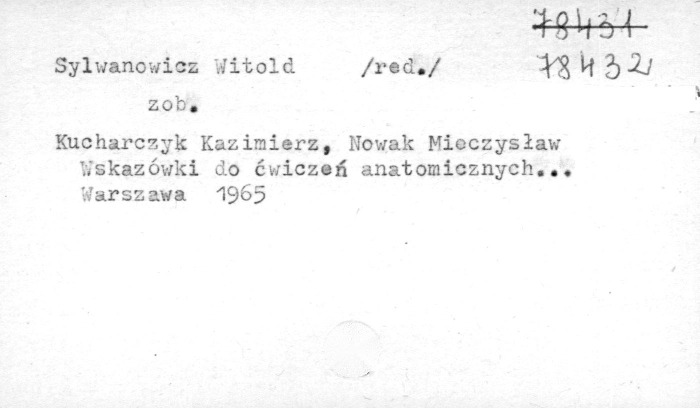 78431
Sylwanowicz Witold /red./ 78432
zob.
Kucharczyk Kazimierz, Nowak Mieczysław
Wskazówki do ćwiczeń anatomicznych...
Warszawa 1965